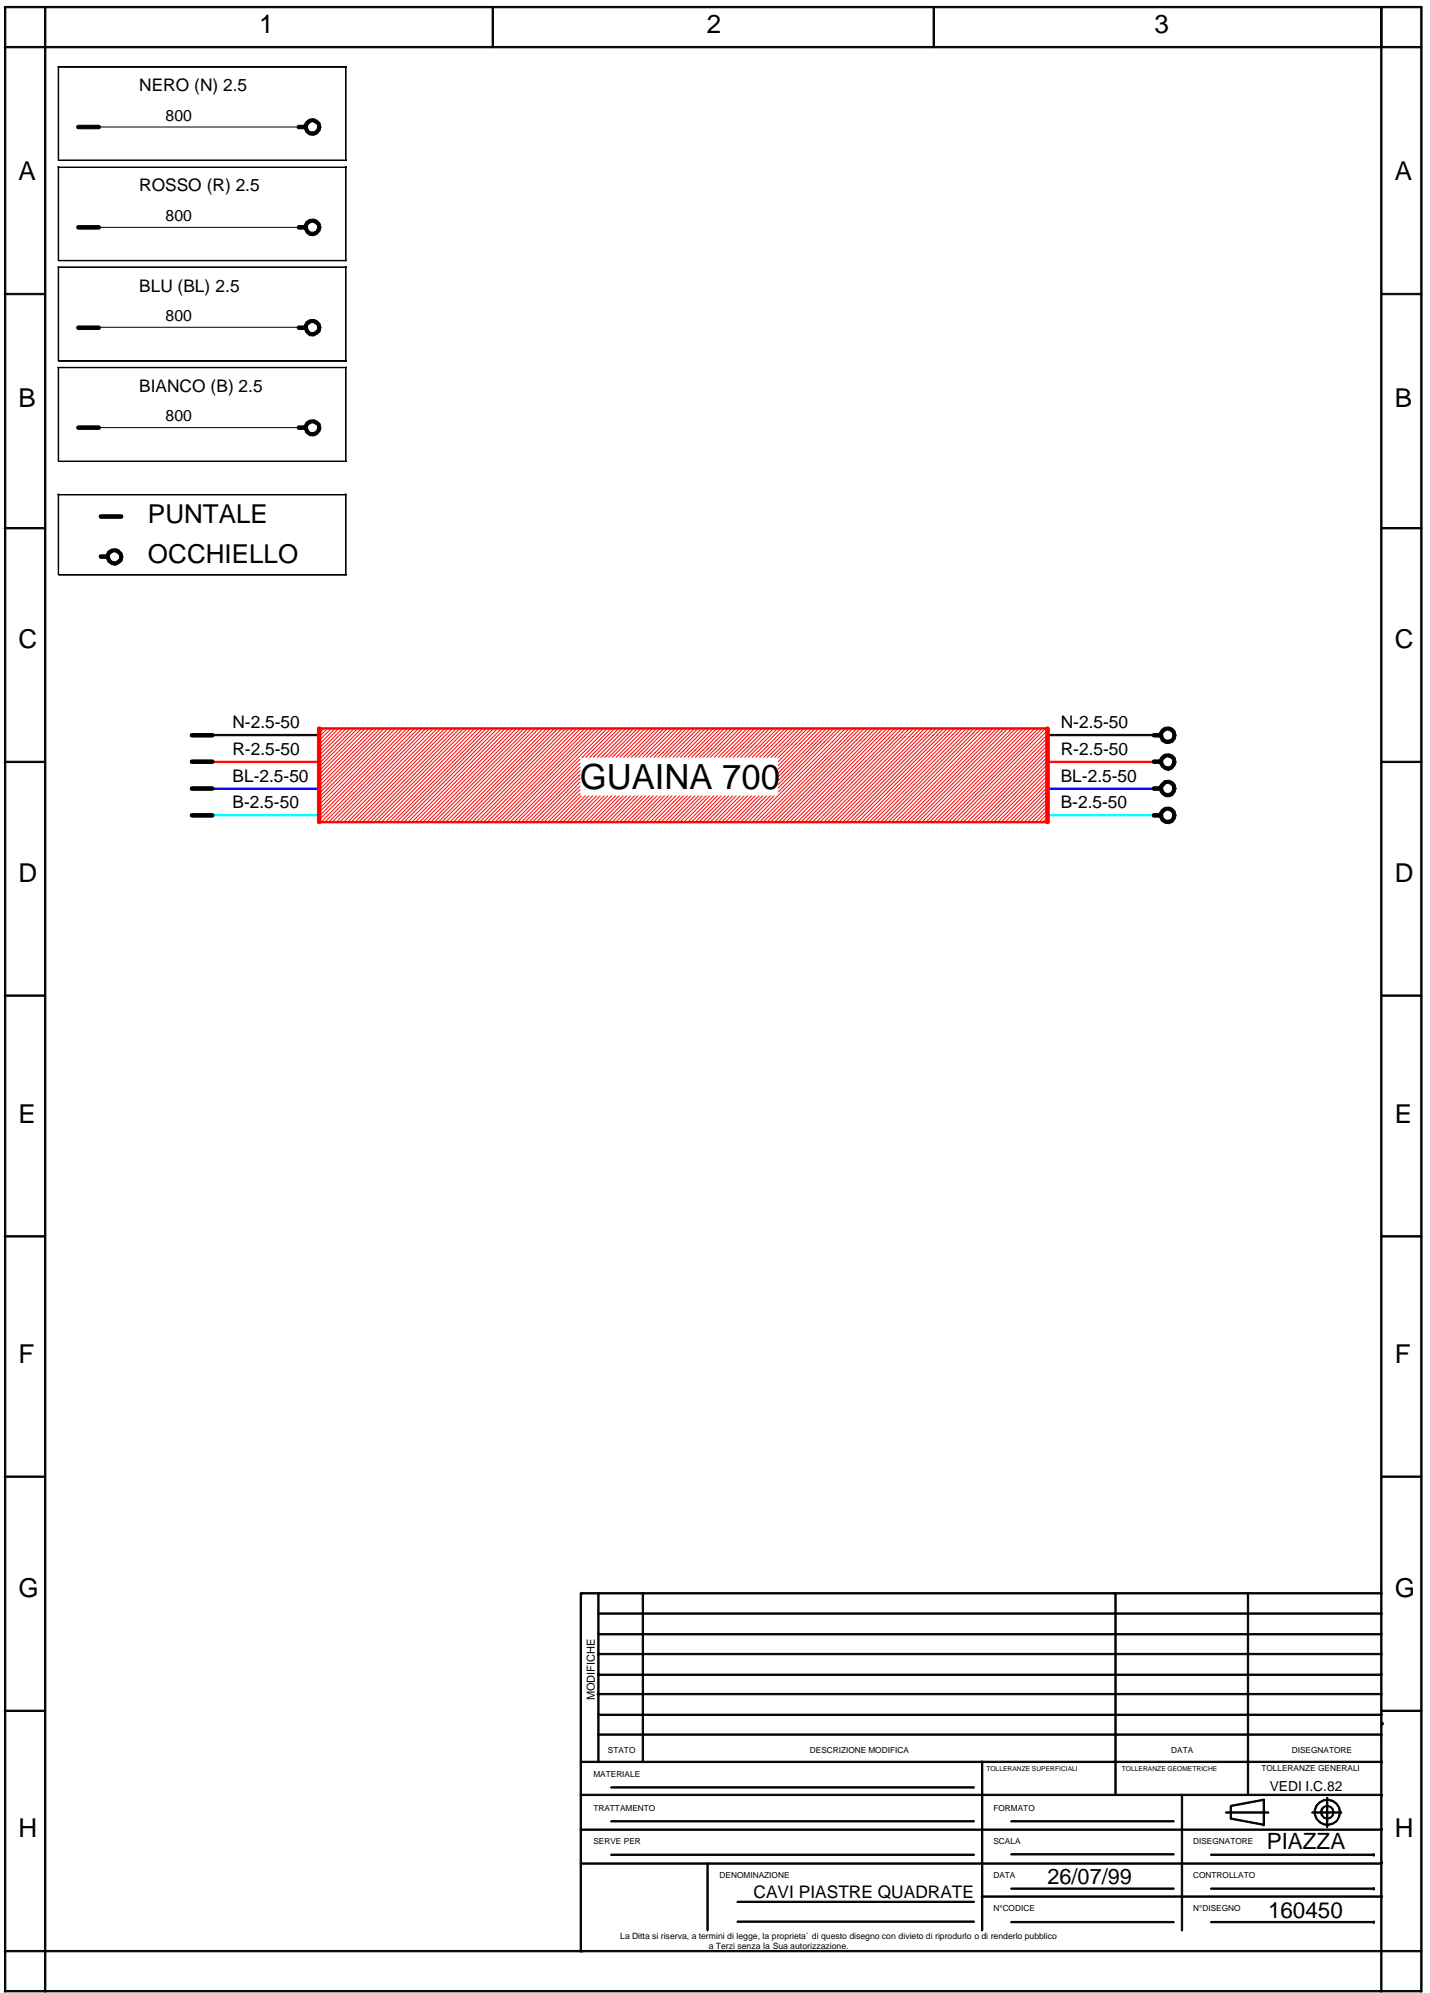 1 2 3
NERO (N) 2.5
800
A A
ROSSO (R) 2.5
800
BLU (BL) 2.5
800
B B
BIANCO (B) 2.5
800
PUNTALE
OCCHIELLO
C C
N-2.5-50 N-2.5-50
R-2.5-50 R-2.5-50
GUAINA 700
BL-2.5-50 BL-2.5-50
B-2.5-50 B-2.5-50
D D
E E
F F
G G
MODIFICHE
STATO DESCRIZIONE MODIFICA DATA DISEGNATORE
MATERIALE TOLLERANZE SUPERFICIALI TOLLERANZE GEOMETRICHE TOLLERANZE GENERALI
VEDI I.C.82
TRATTAMENTO FORMATO
H H
SERVE PER SCALA DISEGNATORE PIAZZA
DENOMINAZIONE DATA 26/07/99 CONTROLLATO
CAVI PIASTRE QUADRATE
N°CODICE N°DISEGNO 160450
La Ditta si riserva, a termini di legge, la proprieta` di questo disegno con divieto di riprodurlo o di renderlo pubblico
a Terzi senza la Sua autorizzazione.